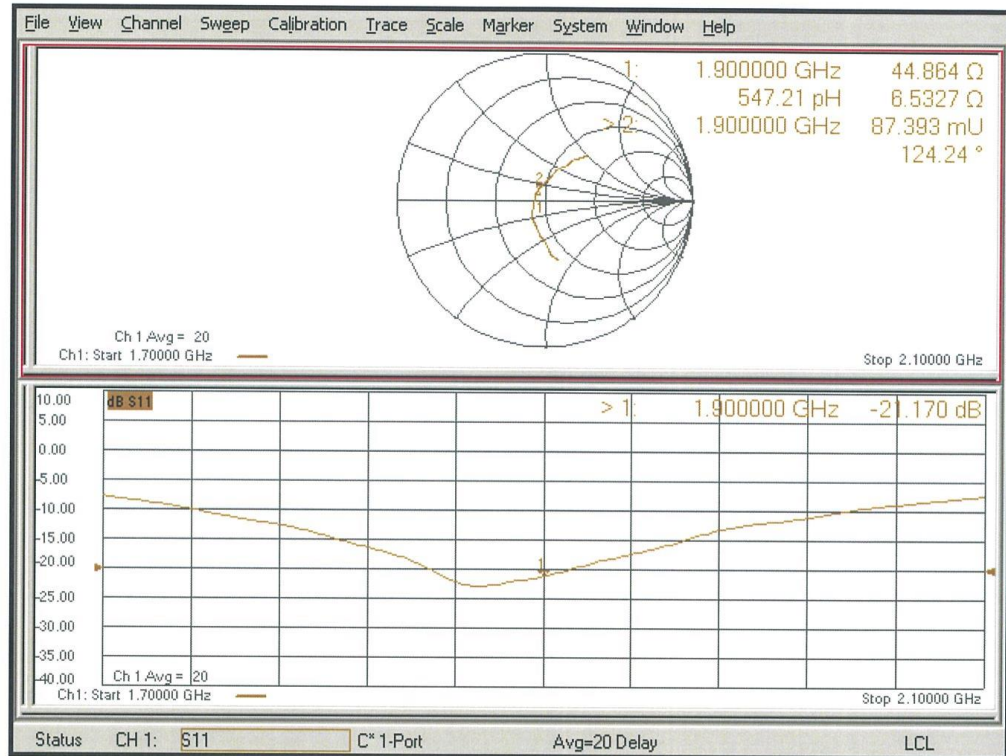 File View Channel Sweep Calibration Trace Scale Marker System Window Help
1: 1.900000 GHz 44.864 Ω
547.21 pH 6.5327 Ω
> 2: 1.900000 GHz 87.393 mU
124.24 °
2
1
Ch 1 Avg = 20
Ch1: Start 1.70000 GHz
Stop 2.10000 GHz
10.00
dB S11
> 1: 1.900000 GHz -21.170 dB
5.00
0.00
-5.00
-10.00
-15.00
-20.00
1
-25.00
-30.00
-35.00
-40.00
Ch 1 Avg = 20
Ch1: Start 1.70000 GHz
Stop 2.10000 GHz
Status CH 1: S11 C* 1-Port Avg=20 Delay LCL